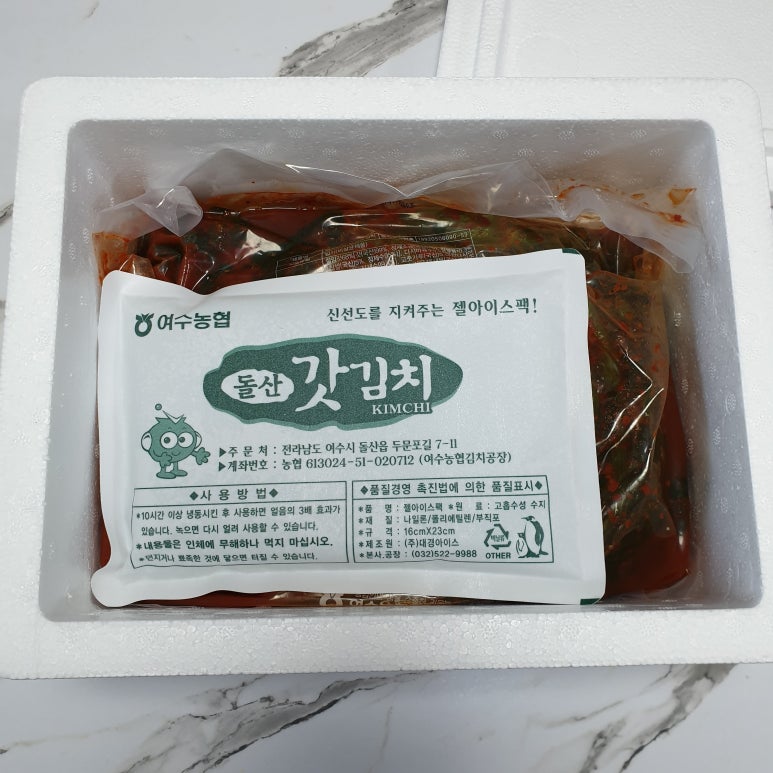 여수농협
신선도를 지켜주는 젤아이스팩!
돌산 갓김치
KIMCHI
▶주 문 처 : 전라남도 여수시 돌산읍 두문포길 7-11
▶계좌번호 : 농협 613024-51-020712 (여수농협김치공장)
◆사 용 방 법◆
*10시간 이상 냉동시킨 후 사용하면 얼음의 3배 효과가
있습니다. 녹으면 다시 얼려 사용할 수 있습니다.
*내용물은 인체에 무해하나 먹지 마십시오.
*던지거나 뾰족한 것에 닿으면 터질 수 있습니다.
◆품질경영 촉진법에 의한 품질표시◆
*품 명 : 젤아이스팩 *원 료 : 고흡수성 수지
*재 질 : 나일론/폴리에틸렌/부직포
*규 격 : 16cmX23cm
*제 조 원 : (주)대경아이스
*본사.공장 : (032)522-9988
OTHER
여수농협